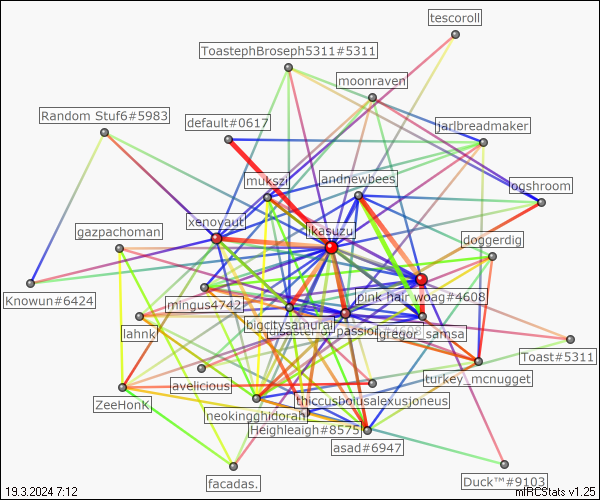 tescoroll
ToastephBroseph5311#5311
moonraven
Random Stuf6#5983
default#0617
jarlbreadmaker
mukszi
andnewbees
ogshroom
xenoyaut
ikasuzu
gazpachoman
doggerdig
Knowun#6424
mingus4742
pink hair woag#4608
bigcitysamurai
lahnk
gregor_samsa
Toast#5311
turkey_mcnugget
avelicious
thiccusboiusalexusjoneus
ZeeHonK
neokingghidorah
Heighleaigh#8575
asad#6947
facadas.
Duck™#9103
19.3.2024 7:12
mIRCStats v1.25